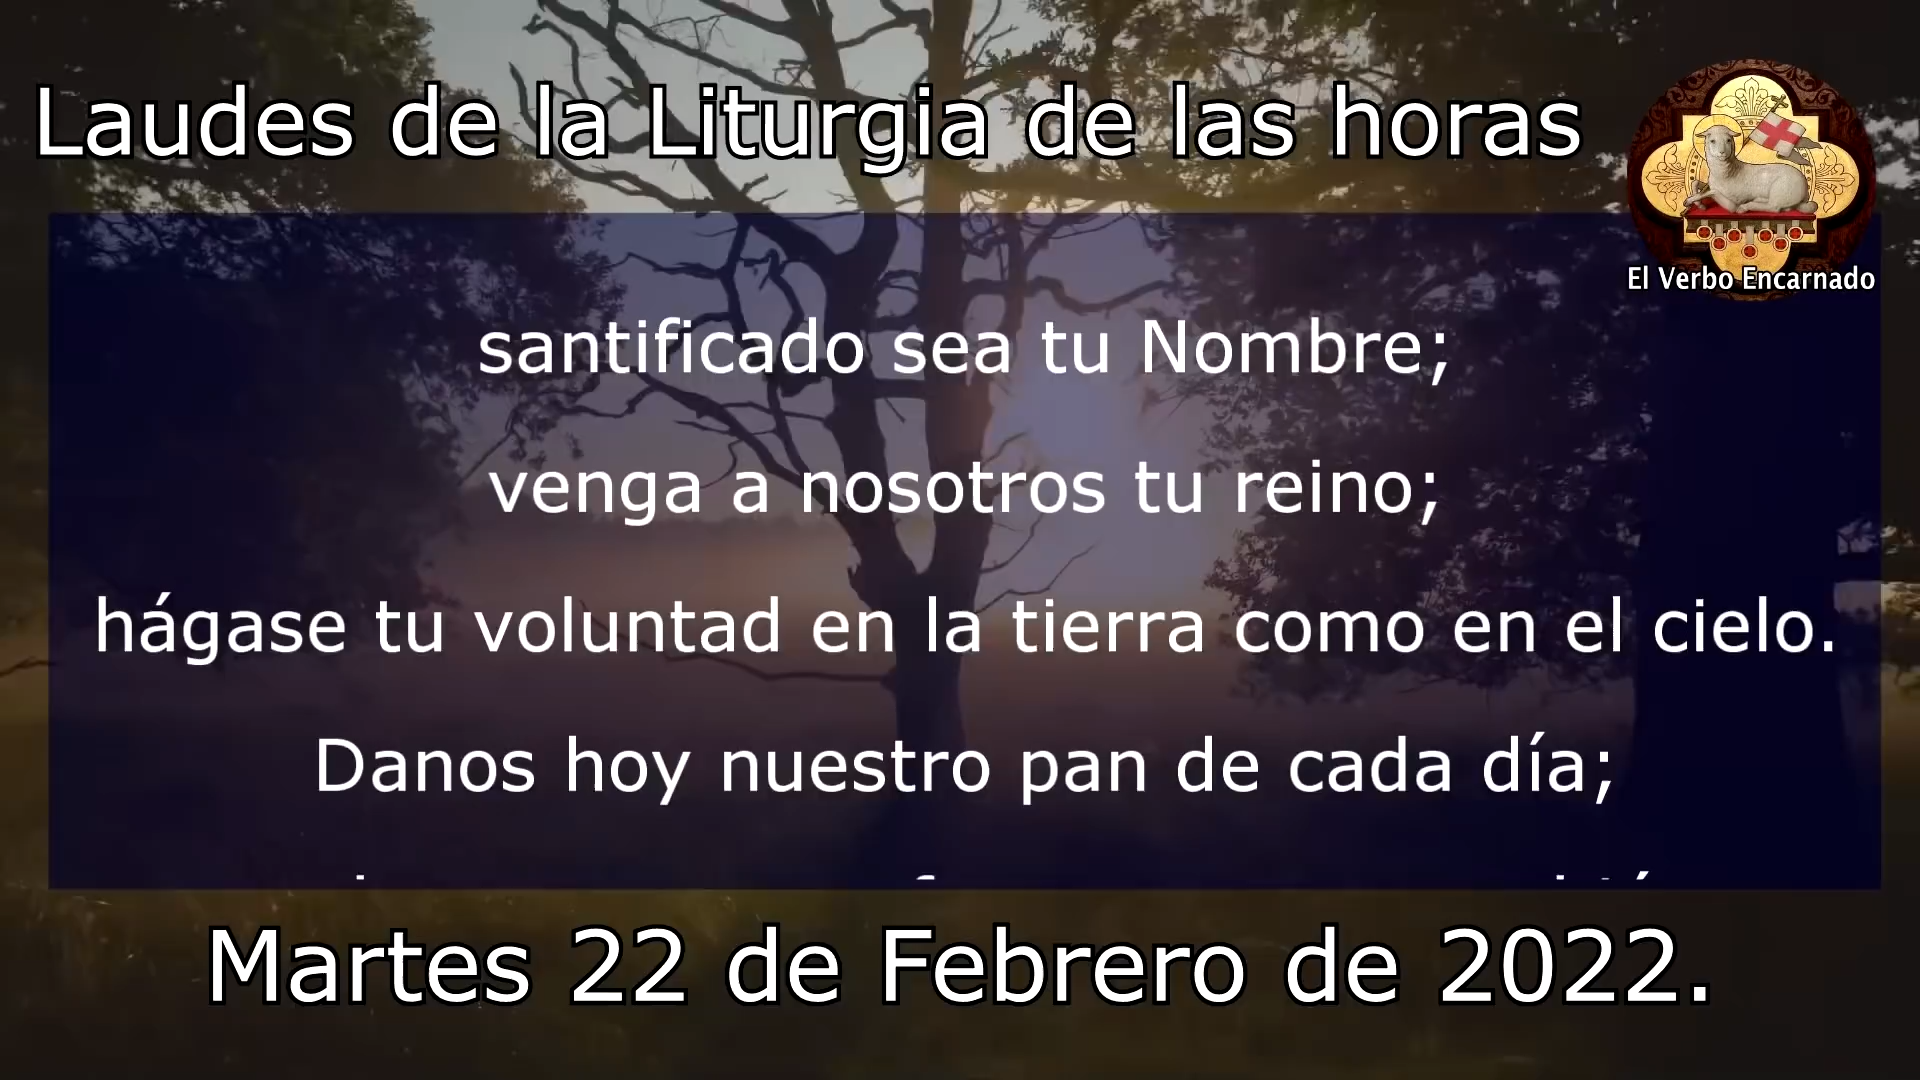 Laudes de la Liturgia de las horas
El Verbo Encarnado
santificado sea tu Nombre;
venga a nosotros tu reino;
hágase tu voluntad en la tierra como en el cielo.
Danos hoy nuestro pan de cada día;
Martes 22 de Febrero de 2022.